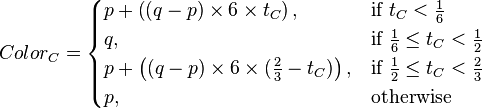 Color_C = { p + ((q − p) × 6 × t_C), if t_C < 1/6
q, if 1/6 ≤ t_C < 1/2
p + ((q − p) × 6 × (2/3 − t_C)), if 1/2 ≤ t_C < 2/3
p, otherwise